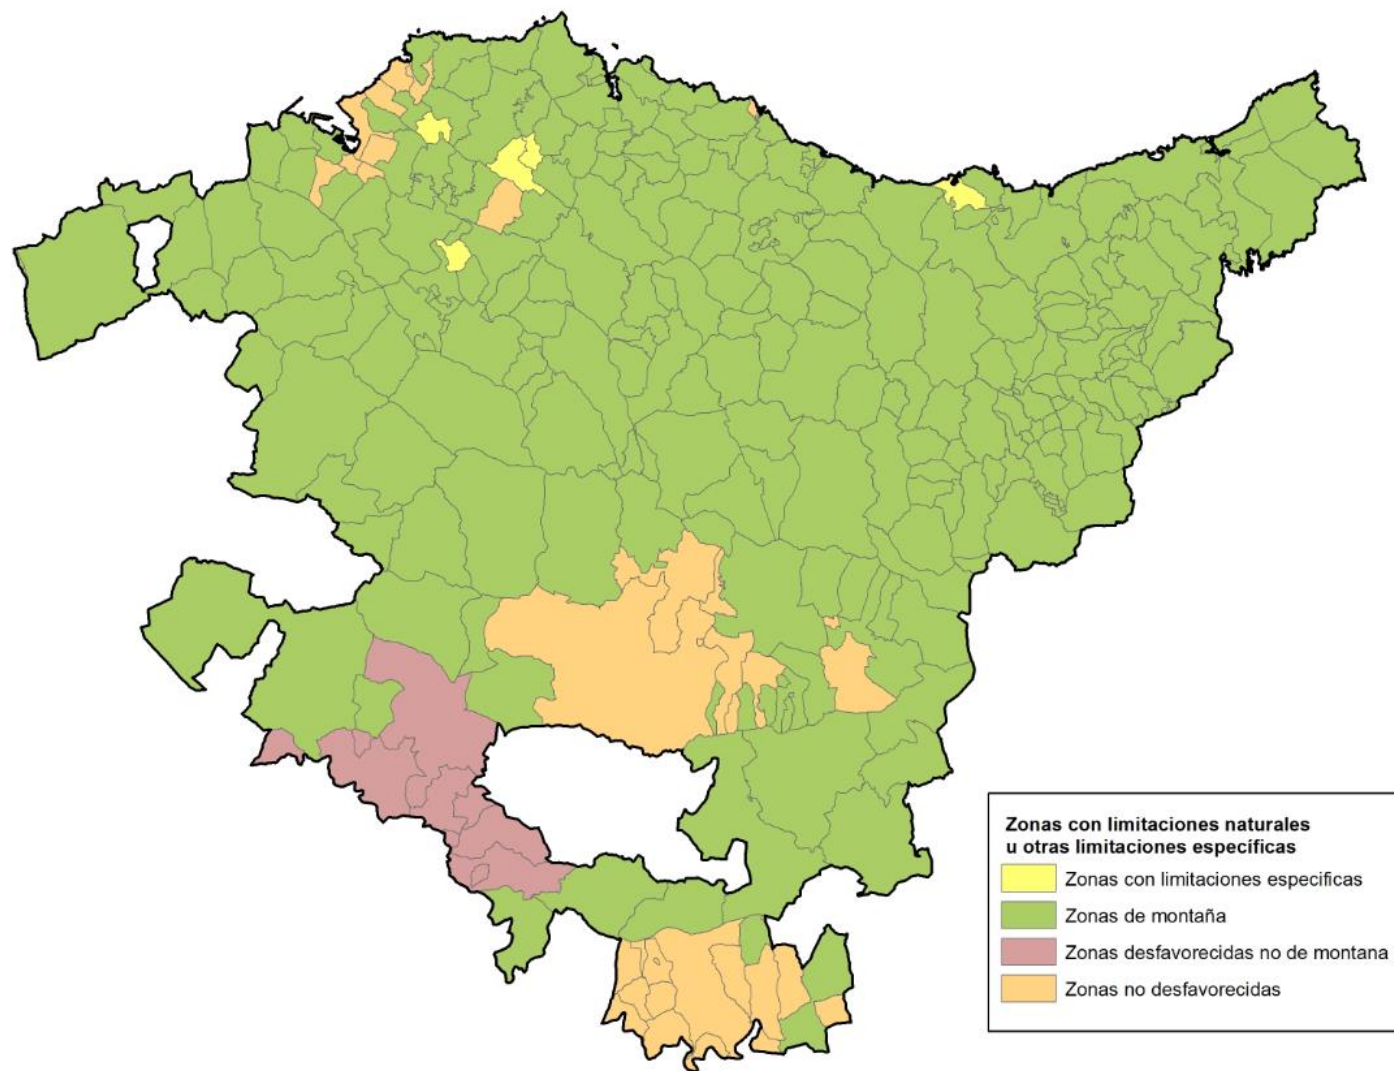 Zonas con limitaciones naturales
u otras limitaciones específicas
Zonas con limitaciones especificas
Zonas de montaña
Zonas desfavorecidas no de montana
Zonas no desfavorecidas